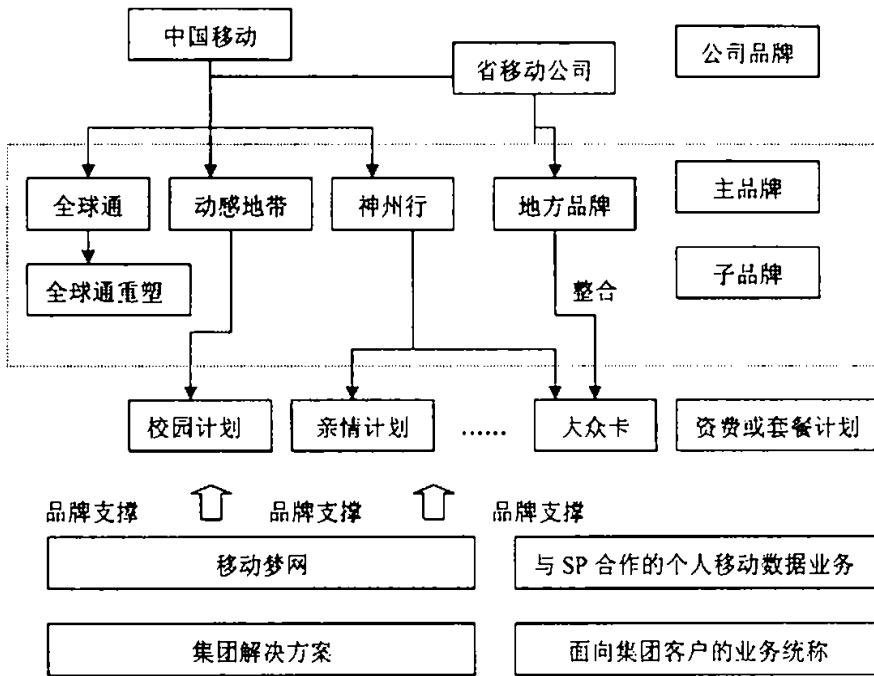 中国移动
省移动公司
公司品牌
全球通
动感地带
神州行
地方品牌
主品牌
全球通重塑
整合
子品牌
校园计划
亲情计划
……
大众卡
资费或套餐计划
品牌支撑
品牌支撑
品牌支撑
移动梦网
与 SP 合作的个人移动数据业务
集团解决方案
面向集团客户的业务统称